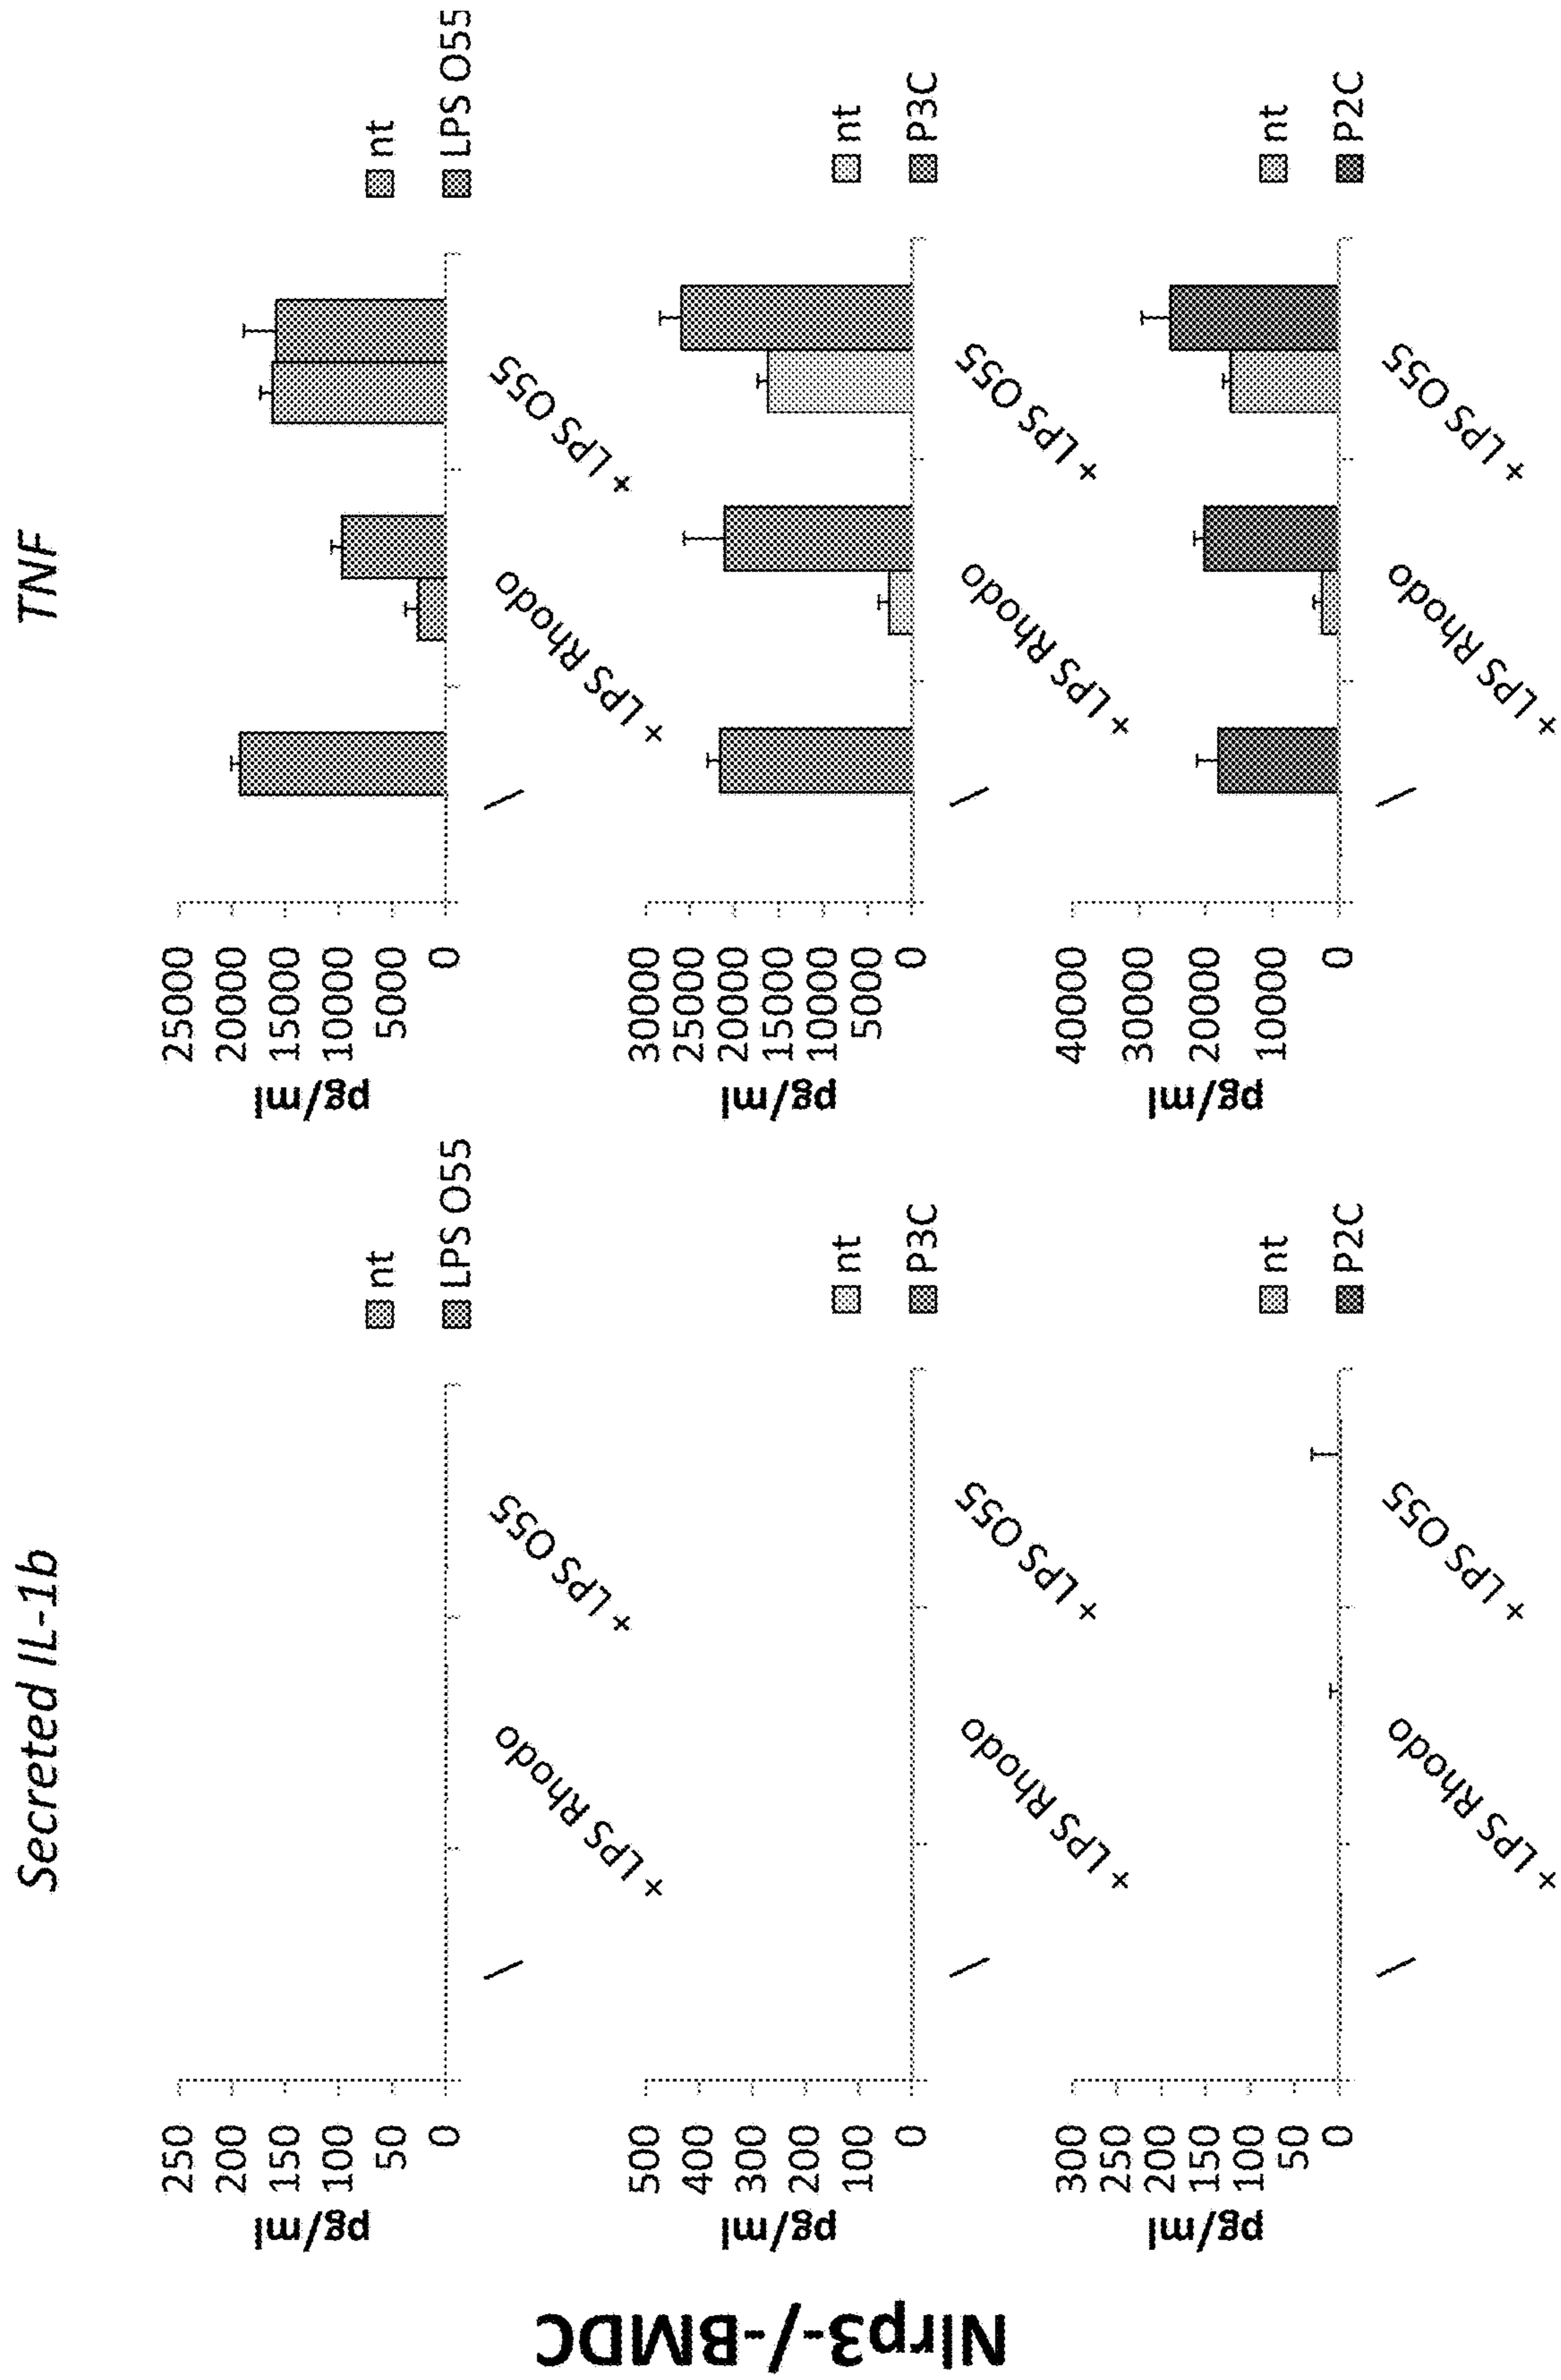 Nlrp3-/-BMDC
Secreted IL-1b
TNF
pg/ml
250
200
150
100
50
0
/
+ LPS Rhodo
+ LPS O55
nt
LPS O55
pg/ml
25000
20000
15000
10000
5000
0
/
+ LPS Rhodo
+ LPS O55
nt
LPS O55
pg/ml
500
400
300
200
100
0
/
+ LPS Rhodo
+ LPS O55
nt
P3C
pg/ml
30000
25000
20000
15000
10000
5000
0
/
+ LPS Rhodo
+ LPS O55
nt
P3C
pg/ml
300
250
200
150
100
50
0
/
+ LPS Rhodo
+ LPS O55
nt
P2C
pg/ml
40000
30000
20000
10000
0
/
+ LPS Rhodo
+ LPS O55
nt
P2C